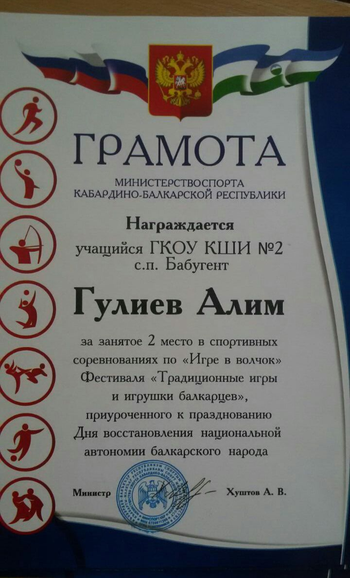 ГРАМОТА
МИНИСТЕРСТВОСПОРТА
КАБАРДИНО-БАЛКАРСКОЙ РЕСПУБЛИКИ
Награждается
учащийся ГКОУ КШИ №2
с.п. Бабугент
Гулиев Алим
за занятое 2 место в спортивных
соревнованиях по «Игре в волчок»
Фестиваля «Традиционные игры
и игрушки балкарцев»,
приуроченного к празднованию
Дня восстановления национальной
автономии балкарского народа
Министр Хуштов А. В.